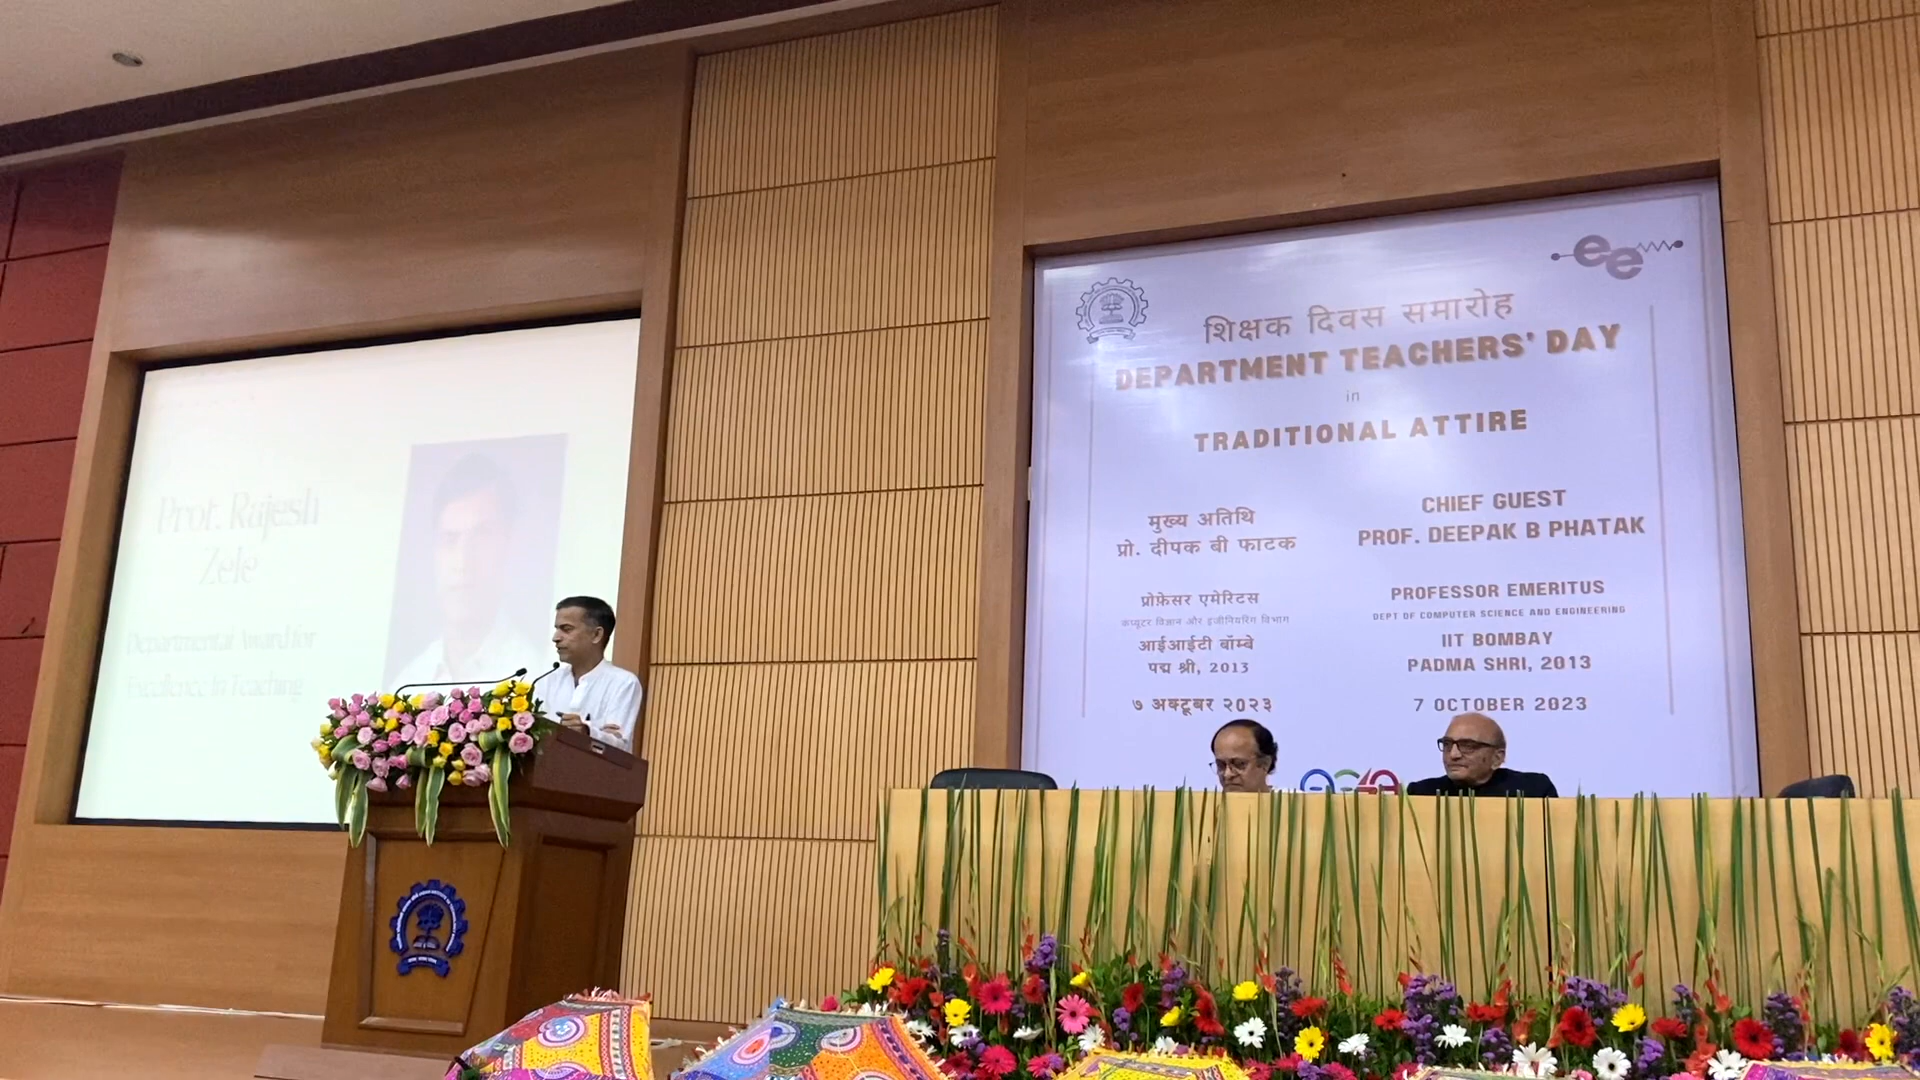 Prof. Rajesh
Zele
Departmental Award for
Excellence In Teaching
ee
शिक्षक दिवस समारोह
DEPARTMENT TEACHERS' DAY
in
TRADITIONAL ATTIRE
मुख्य अतिथि
प्रो. दीपक बी फाटक
प्रोफ़ेसर एमेरिटस
कंप्यूटर विज्ञान और इंजीनियरिंग विभाग
आईआईटी बॉम्बे
पद्म श्री, 2013
७ अक्टूबर २०२३
CHIEF GUEST
PROF. DEEPAK B PHATAK
PROFESSOR EMERITUS
DEPT OF COMPUTER SCIENCE AND ENGINEERING
IIT BOMBAY
PADMA SHRI, 2013
7 OCTOBER 2023